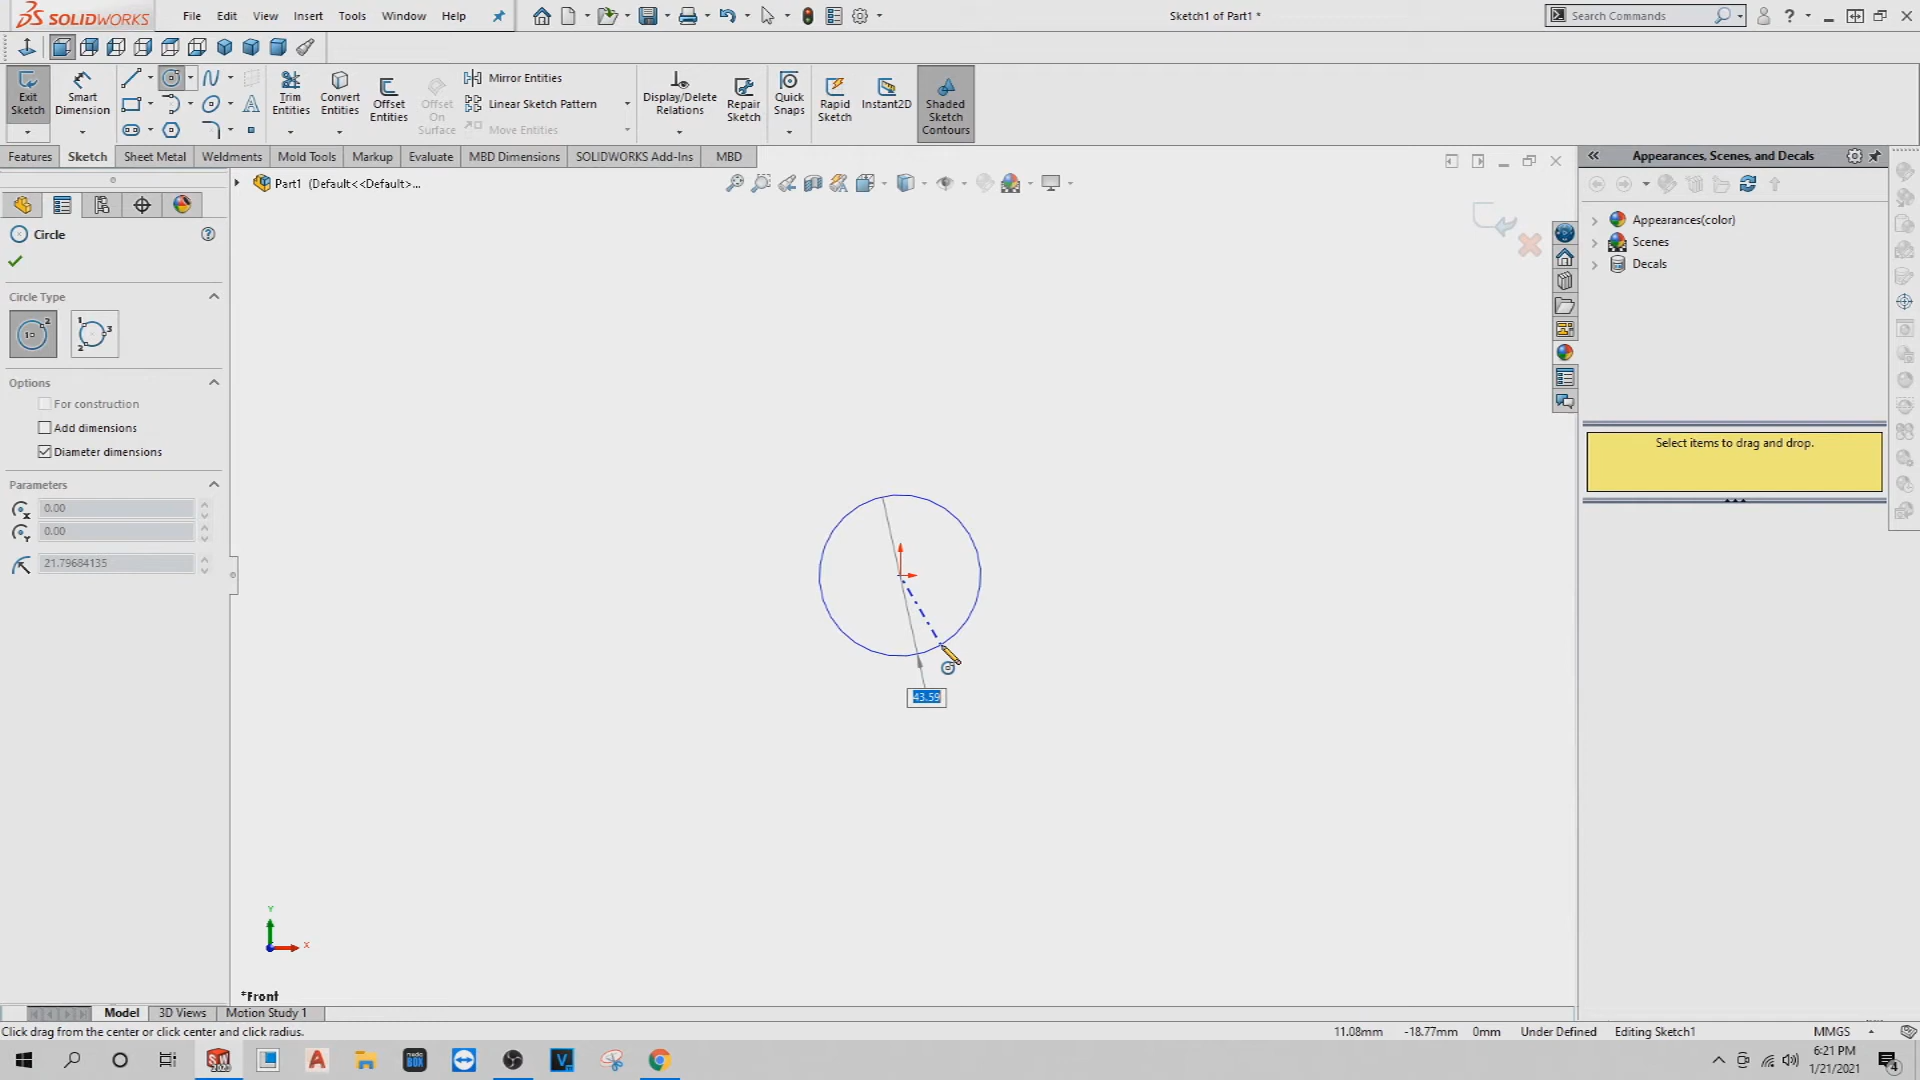 SOLIDWORKS File Edit View Insert Tools Window Help Sketch1 of Part1 * Search Commands
Exit Sketch
Smart Dimension
Trim Entities
Convert Entities
Offset Entities
Offset On Surface
Mirror Entities
Linear Sketch Pattern
Move Entities
Display/Delete Relations
Repair Sketch
Quick Snaps
Rapid Sketch
Instant2D
Shaded Sketch Contours
Features Sketch Sheet Metal Weldments Mold Tools Markup Evaluate MBD Dimensions SOLIDWORKS Add-Ins MBD
Appearances, Scenes, and Decals
Part1 (Default<<Default>...
Appearances(color)
Scenes
Decals
Select items to drag and drop.
Circle
Circle Type
Options
For construction
Add dimensions
Diameter dimensions
Parameters
0.00
0.00
21.79684135
43.59
Y
X
*Front
Model 3D Views Motion Study 1
Click drag from the center or click center and click radius. 11.08mm -18.77mm 0mm Under Defined Editing Sketch1 MMGS
6:21 PM
1/21/2021
4